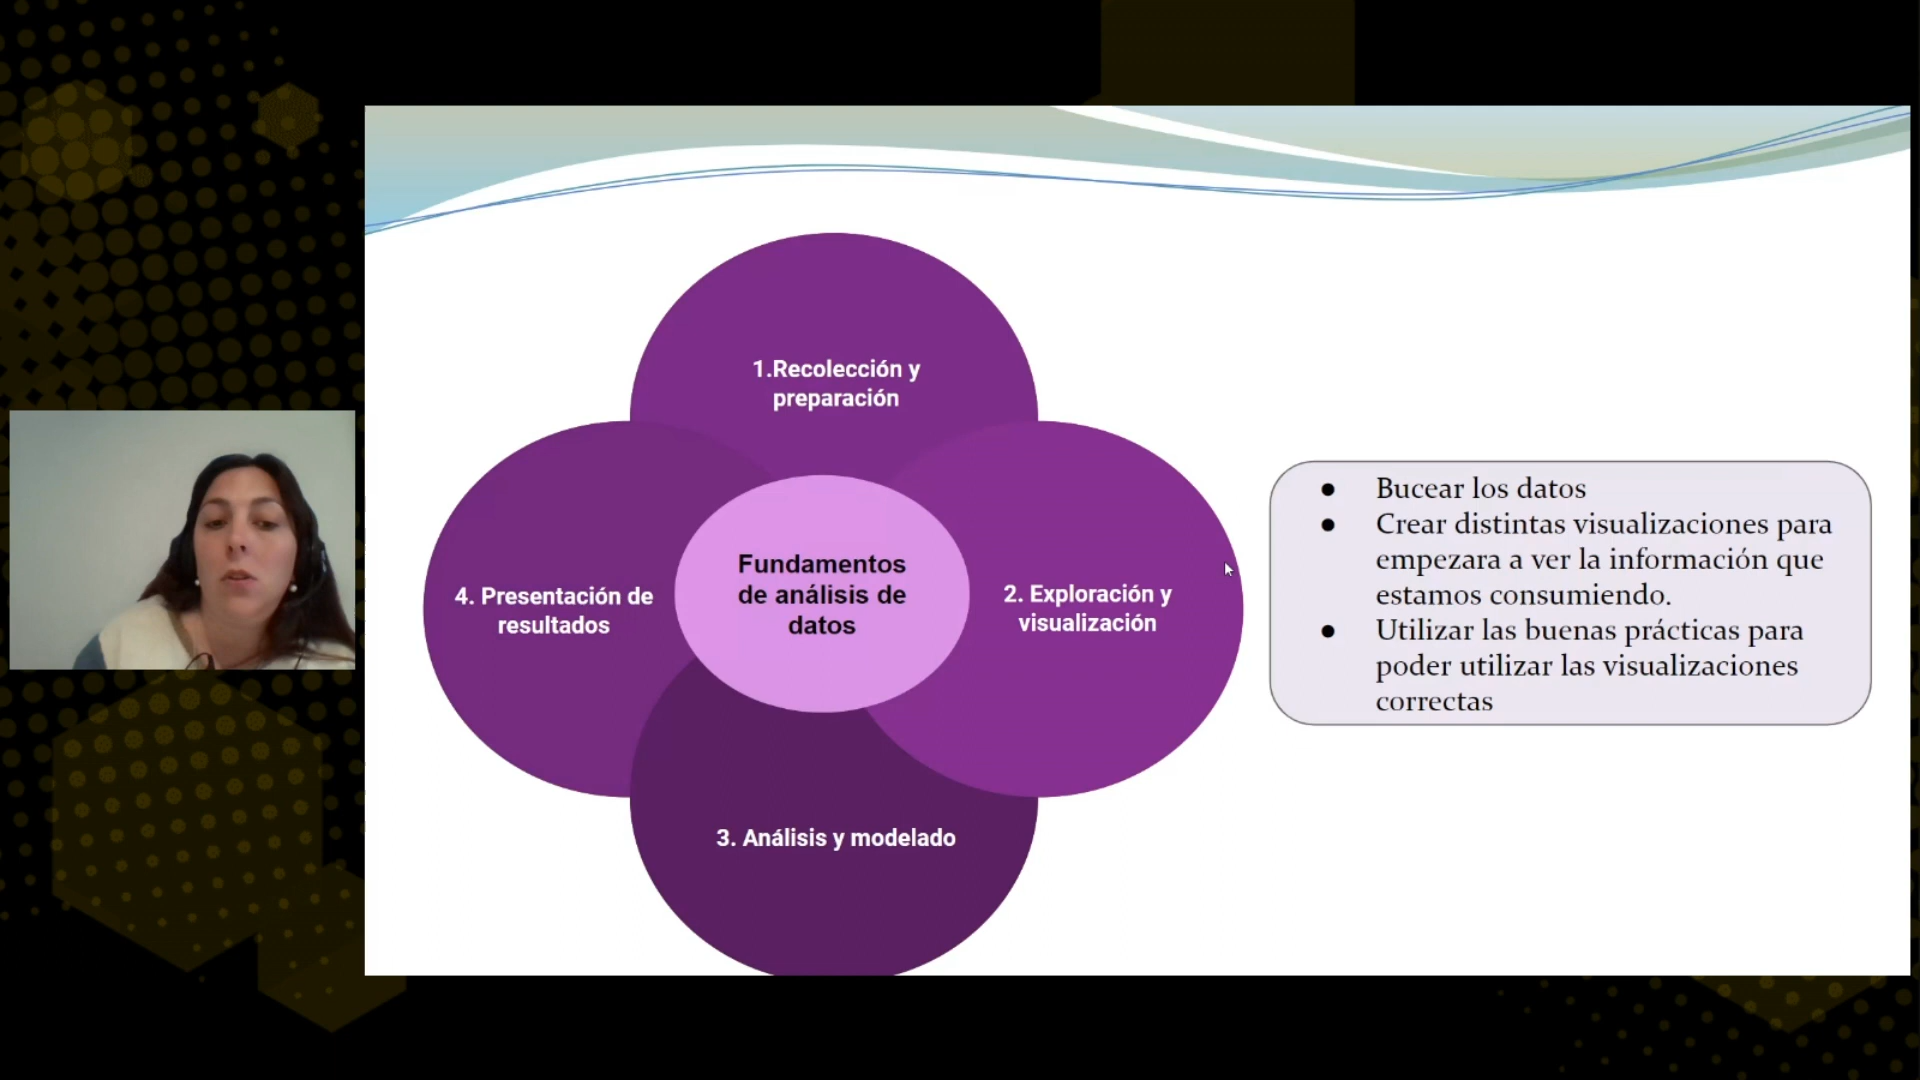 1.Recolección y
preparación
4. Presentación de
resultados
Fundamentos
de análisis de
datos
2. Exploración y
visualización
3. Análisis y modelado
● Bucear los datos
● Crear distintas visualizaciones para
empezara a ver la información que
estamos consumiendo.
● Utilizar las buenas prácticas para
poder utilizar las visualizaciones
correctas